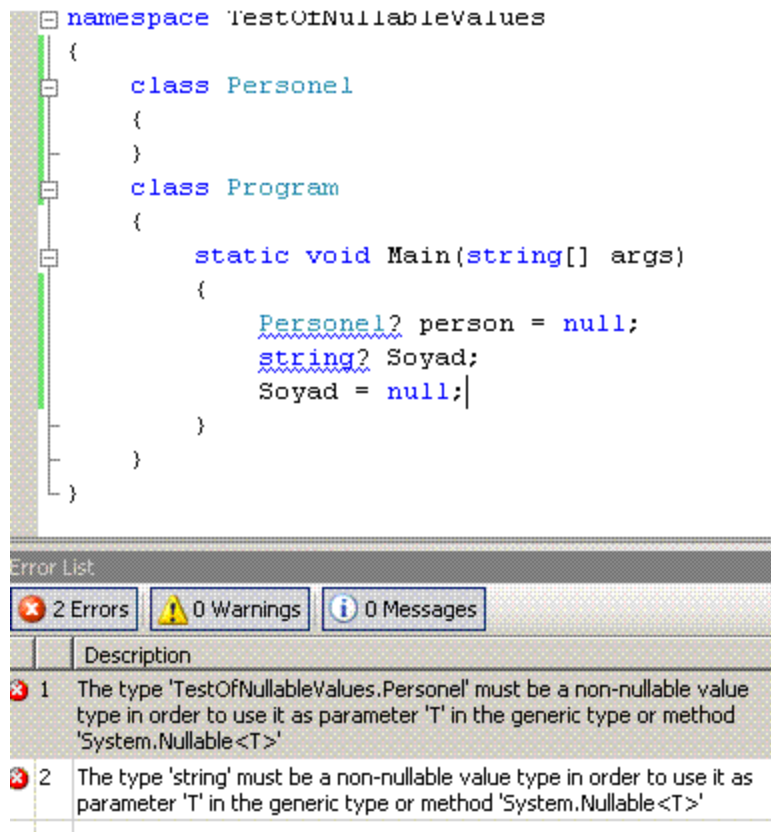 namespace TestOfNullableValues
{
class Personel
{
}
class Program
{
static void Main(string[] args)
{
Personel? person = null;
string? Soyad;
Soyad = null;
}
}
}
Error List
2 Errors 0 Warnings 0 Messages
Description
1 The type 'TestOfNullableValues.Personel' must be a non-nullable value
type in order to use it as parameter 'T' in the generic type or method
'System.Nullable<T>'
2 The type 'string' must be a non-nullable value type in order to use it as
parameter 'T' in the generic type or method 'System.Nullable<T>'